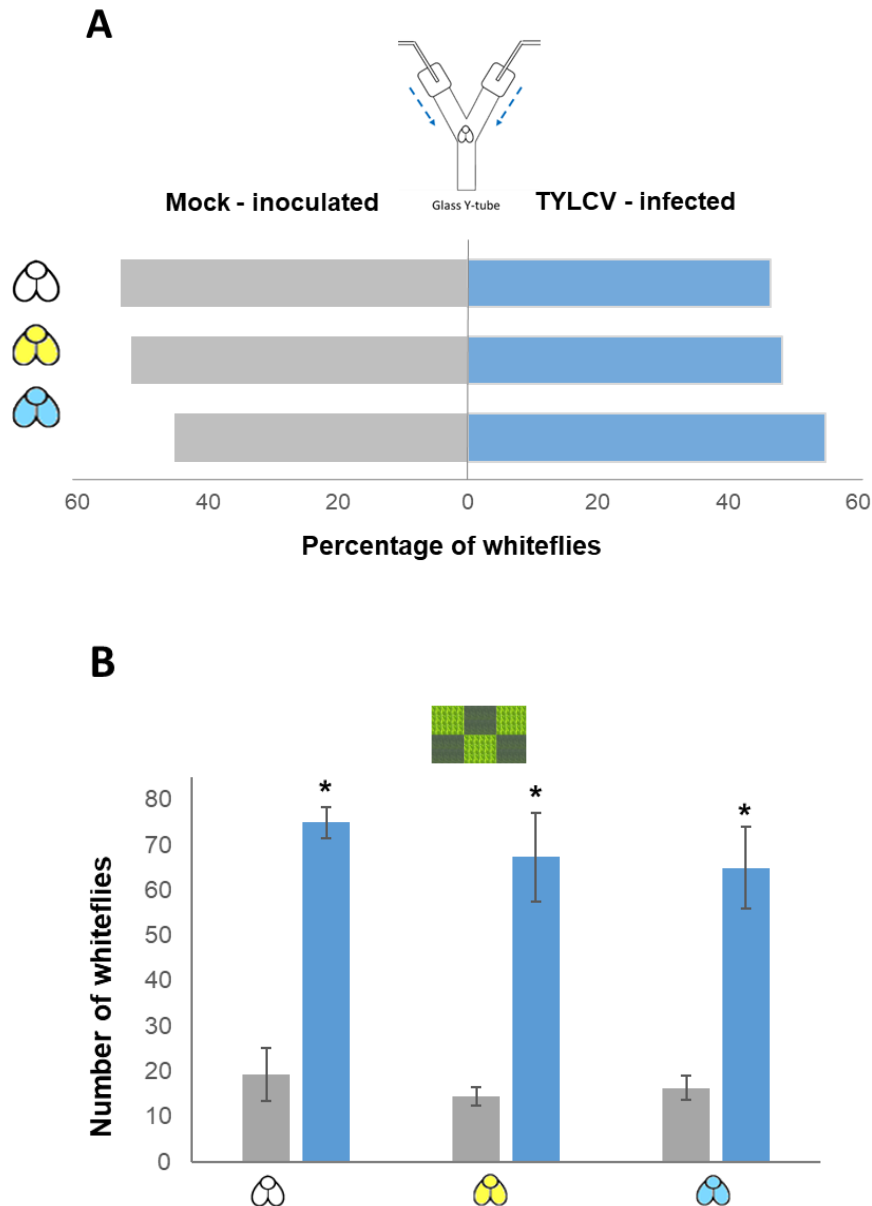 A
Mock - inoculated
Glass Y-tube
TYLCV - infected
60 40 20 0 20 40 60
Percentage of whiteflies
B
Number of whiteflies
80
70
60
50
40
30
20
10
0
* * *